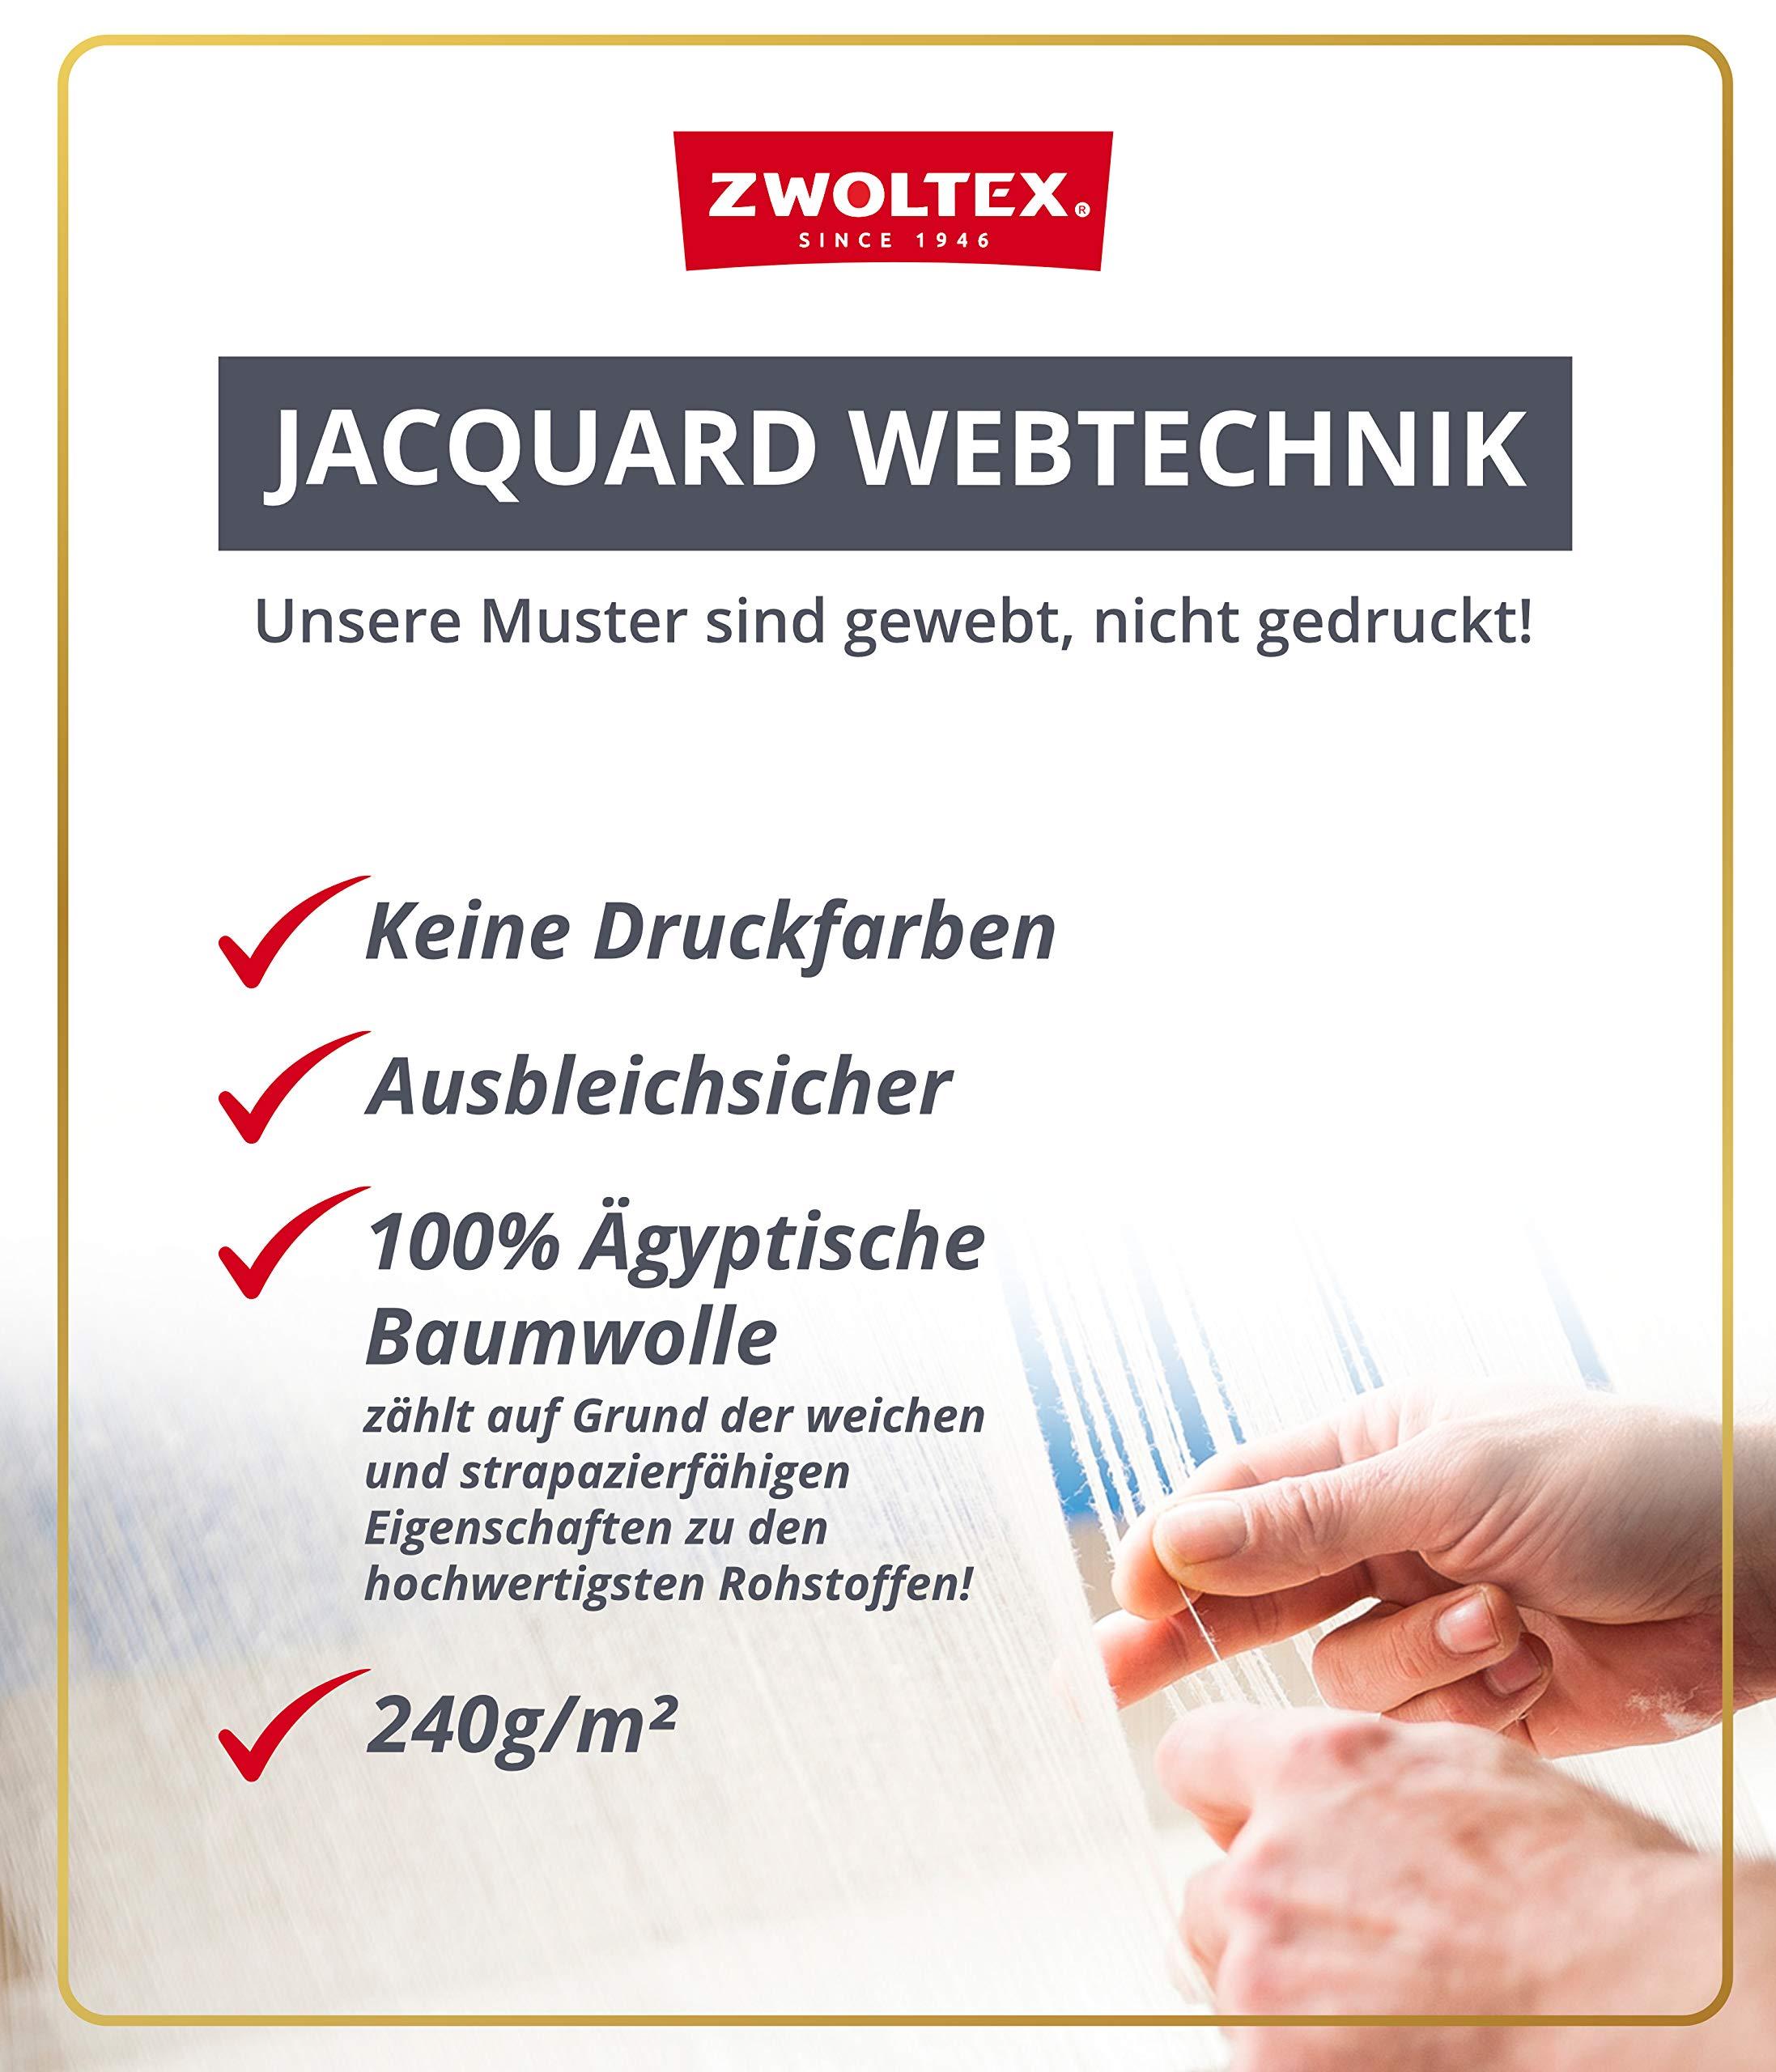 ZWOLTEX®
SINCE 1946
JACQUARD WEBTECHNIK
Unsere Muster sind gewebt, nicht gedruckt!
Keine Druckfarben
Ausbleichsicher
100% Ägyptische
Baumwolle
zählt auf Grund der weichen
und strapazierfähigen
Eigenschaften zu den
hochwertigsten Rohstoffen!
240g/m²